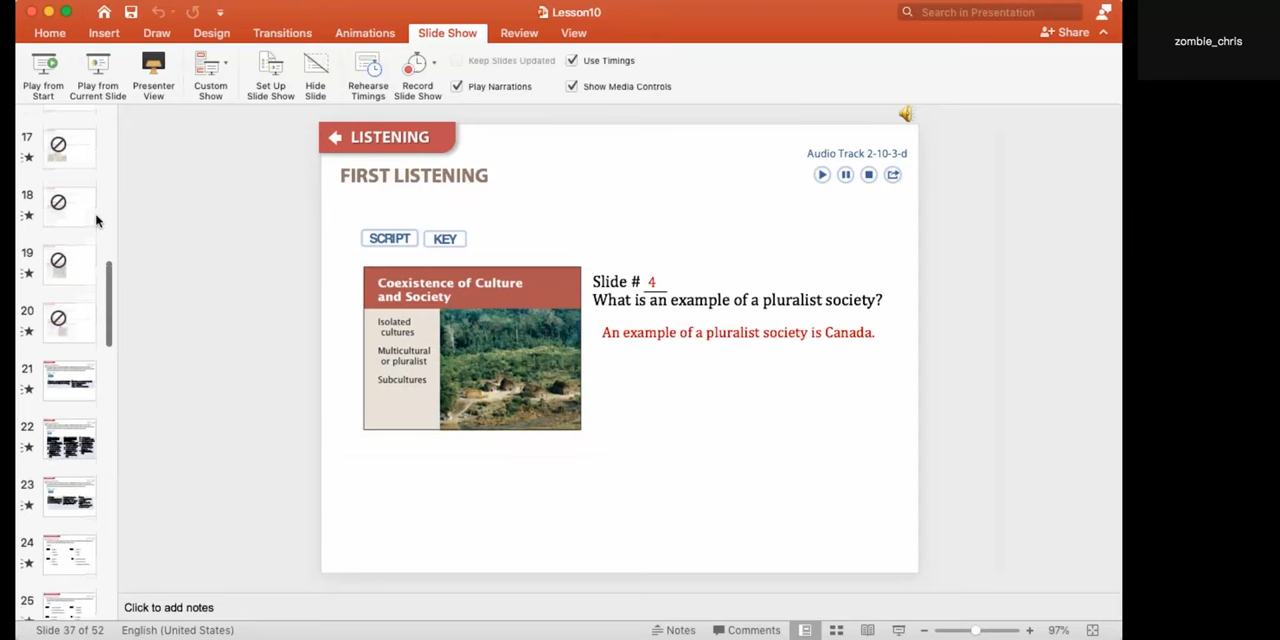 Lesson10
Search in Presentation
zombie_chris
Home Insert Draw Design Transitions Animations Slide Show Review View Share
Keep Slides Updated Use Timings
Play from Start
Play from Current Slide
Presenter View
Custom Show
Set Up Slide Show
Hide Slide
Rehearse Timings
Record Slide Show
Play Narrations Show Media Controls
17
18
19
20
21
22
23
24
25
LISTENING
Audio Track 2-10-3-d
FIRST LISTENING
SCRIPT KEY
Coexistence of Culture
and Society
Isolated
cultures
Multicultural
or pluralist
Subcultures
Slide # 4
What is an example of a pluralist society?
An example of a pluralist society is Canada.
Click to add notes
Slide 37 of 52 English (United States) Notes Comments 97%